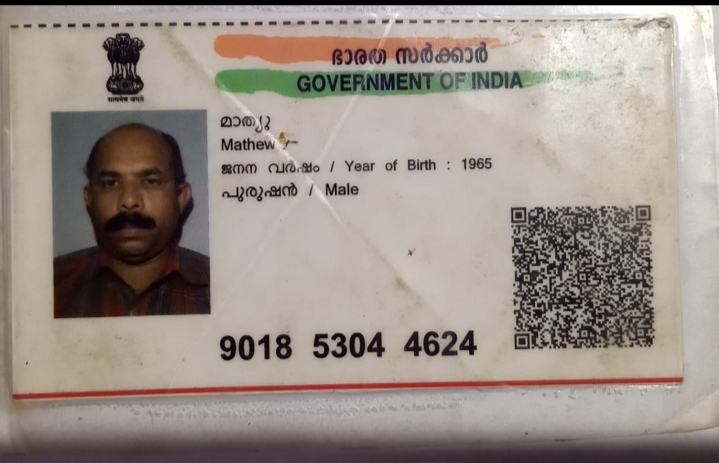 ഭാരത സർക്കാർ
GOVERNMENT OF INDIA
सत्यमेव जयते
മാത്യു
Mathew
ജനന വർഷം / Year of Birth : 1965
പുരുഷൻ / Male
9018 5304 4624